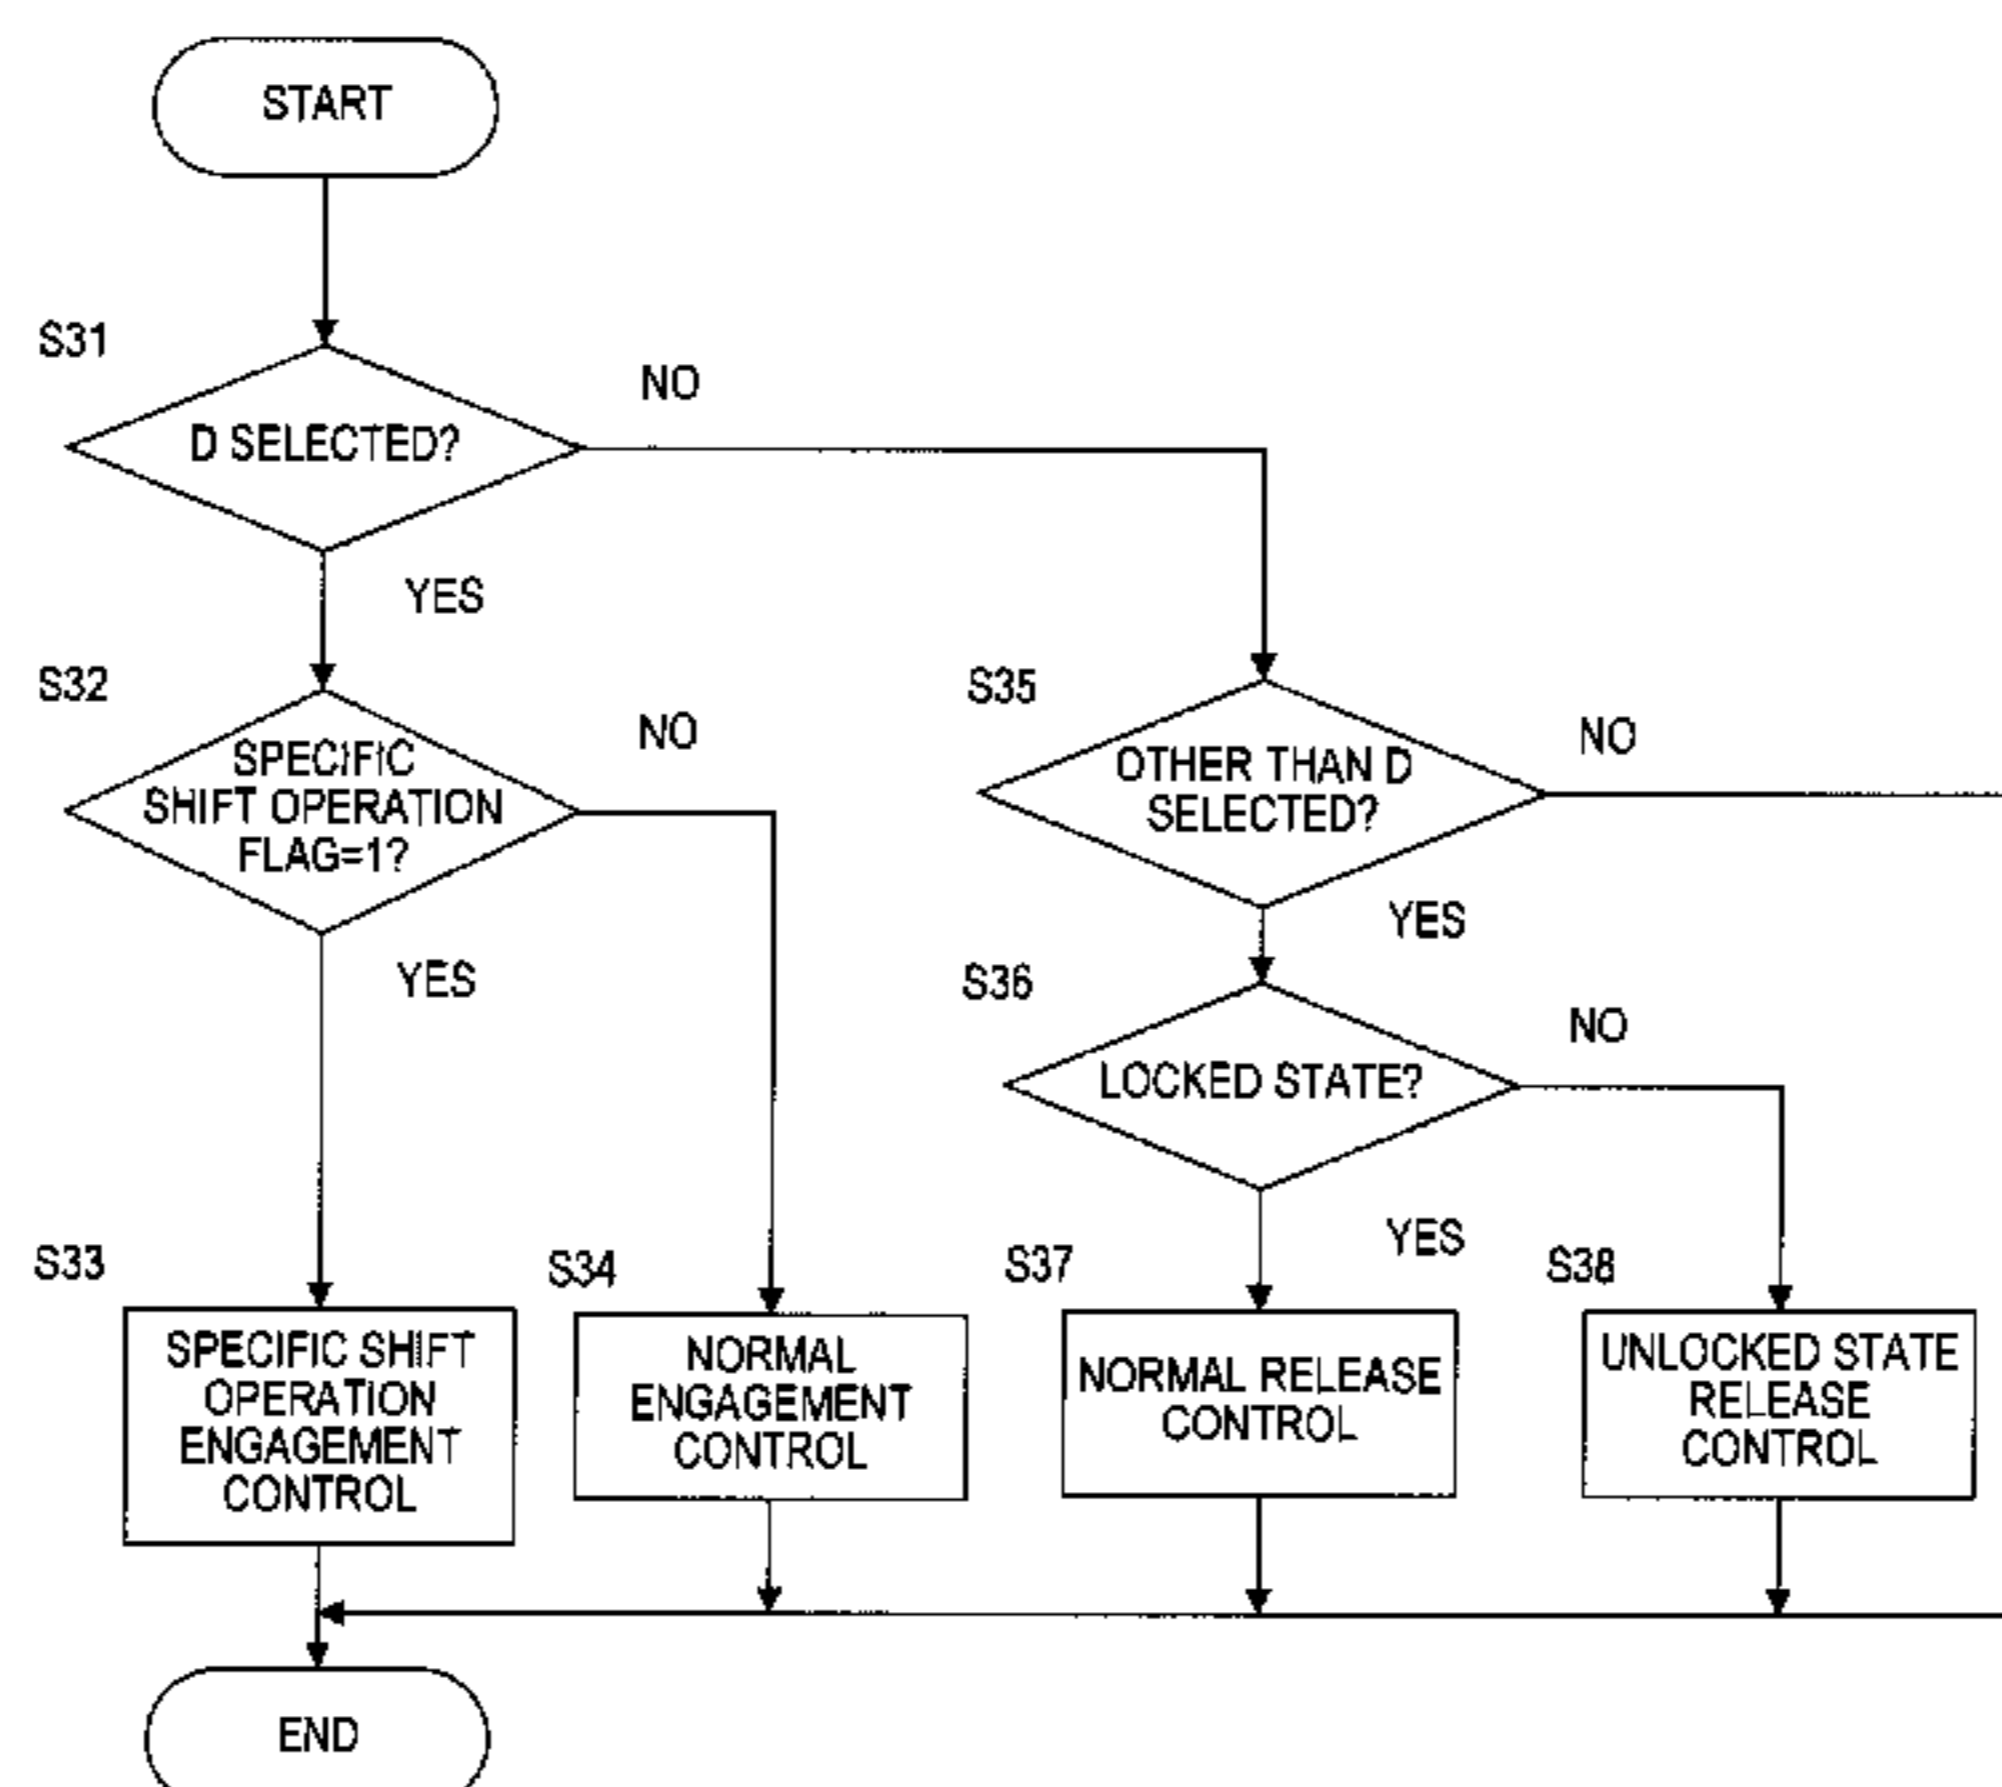 START
S31
D SELECTED?
NO
YES
S32
SPECIFIC
SHIFT OPERATION
FLAG=1?
NO
YES
S35
OTHER THAN D
SELECTED?
NO
YES
S36
LOCKED STATE?
NO
YES
S33
SPECIFIC SHIFT
OPERATION
ENGAGEMENT
CONTROL
S34
NORMAL
ENGAGEMENT
CONTROL
S37
NORMAL RELEASE
CONTROL
S38
UNLOCKED STATE
RELEASE
CONTROL
END